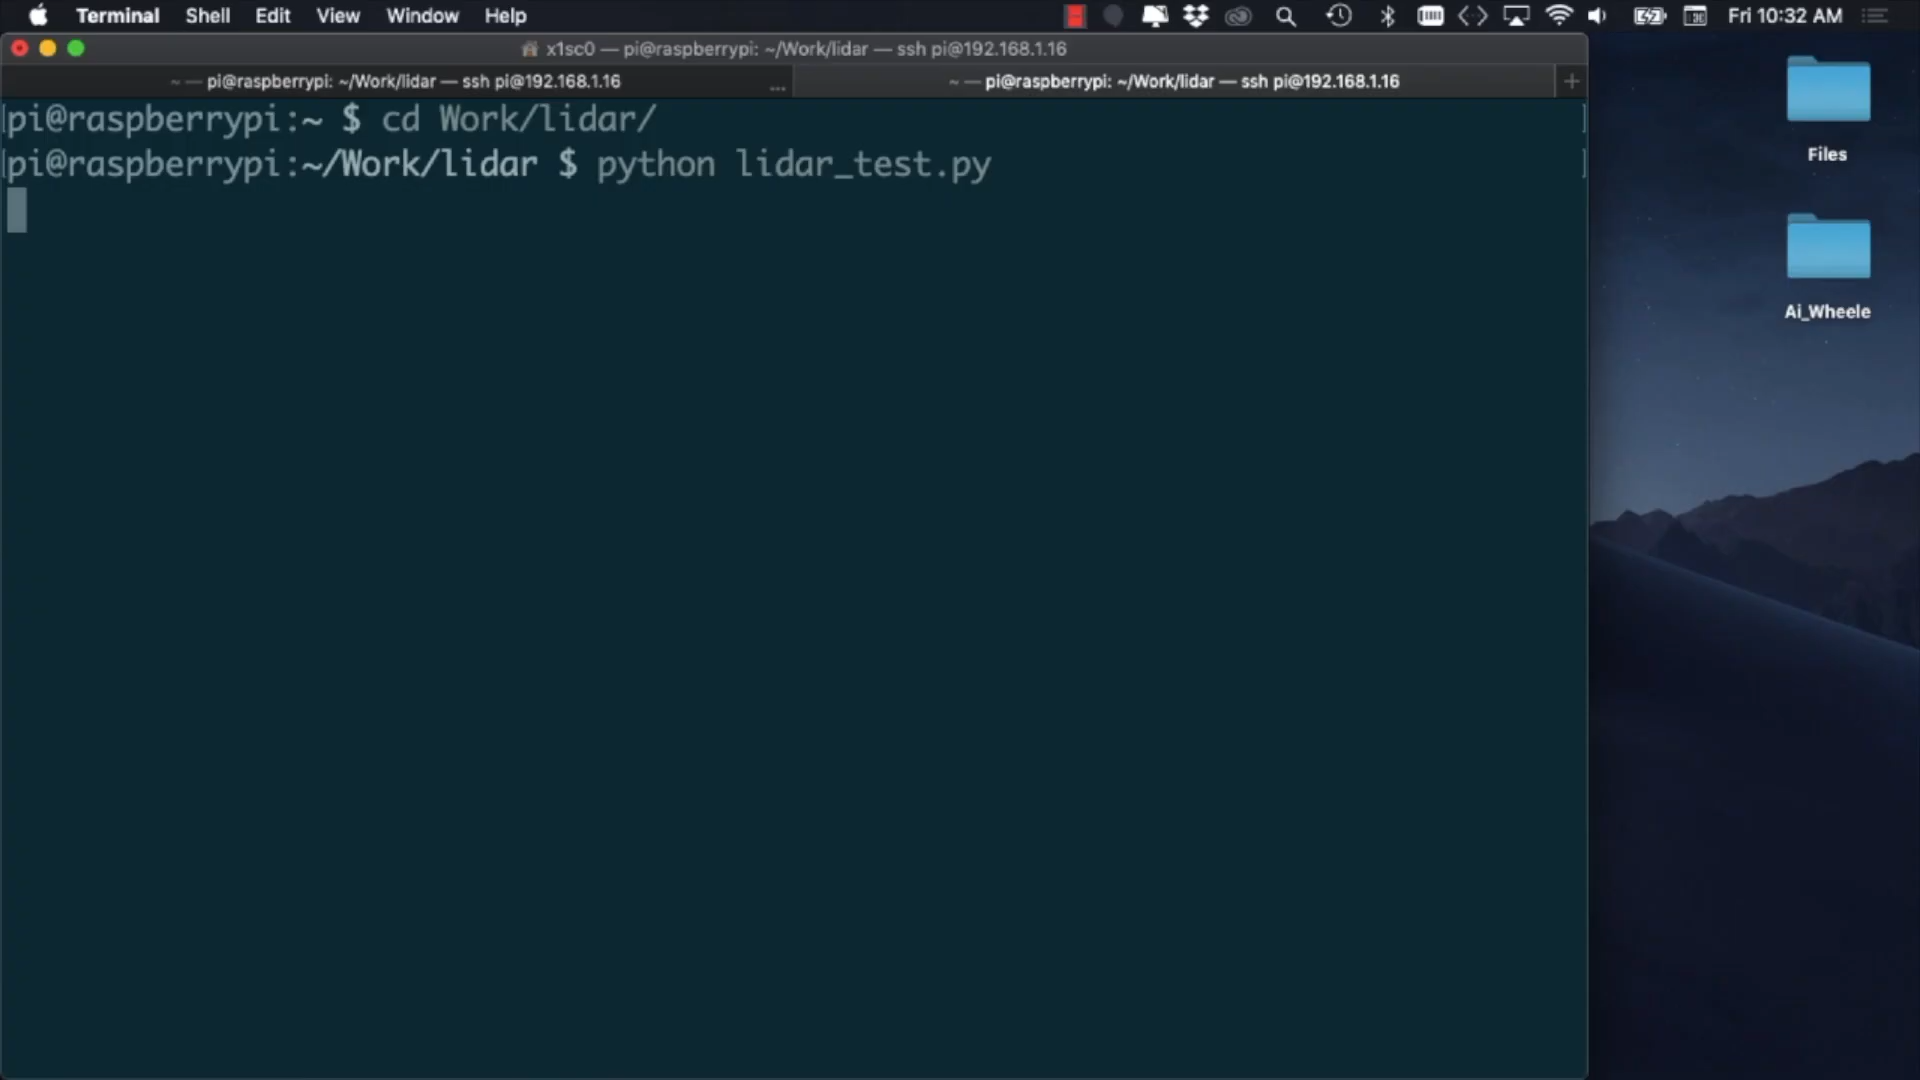 Terminal Shell Edit View Window Help Fri 10:32 AM
x1sc0 — pi@raspberrypi: ~/Work/lidar — ssh pi@192.168.1.16
~ — pi@raspberrypi: ~/Work/lidar — ssh pi@192.168.1.16 ... ~ — pi@raspberrypi: ~/Work/lidar — ssh pi@192.168.1.16 +
pi@raspberrypi:~ $ cd Work/lidar/
pi@raspberrypi:~/Work/lidar $ python lidar_test.py
Files
Ai_Wheele